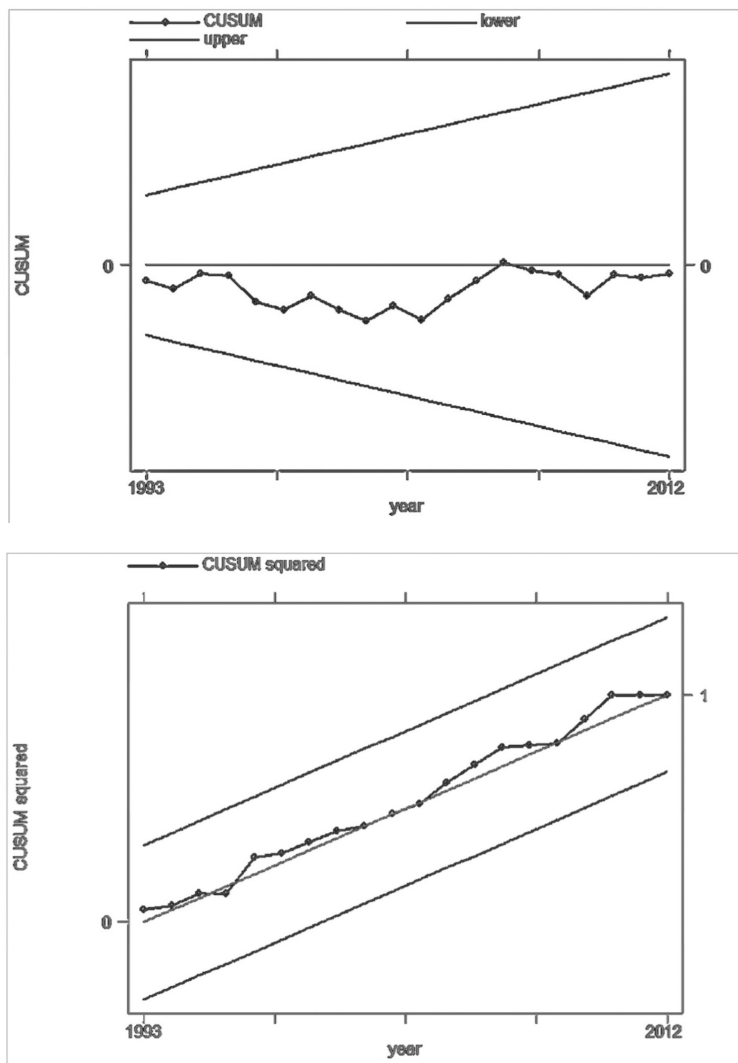 CUSUM lower
upper
CUSUM
0 0
1993 2012
year
CUSUM squared
CUSUM squared
1
0
1993 2012
year